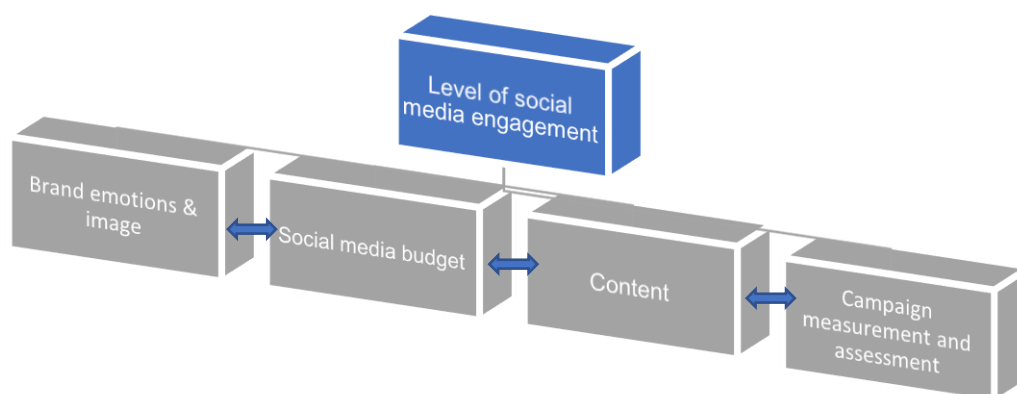 Level of social
media engagement
Brand emotions &
image
Social media budget
Content
Campaign
measurement and
assessment